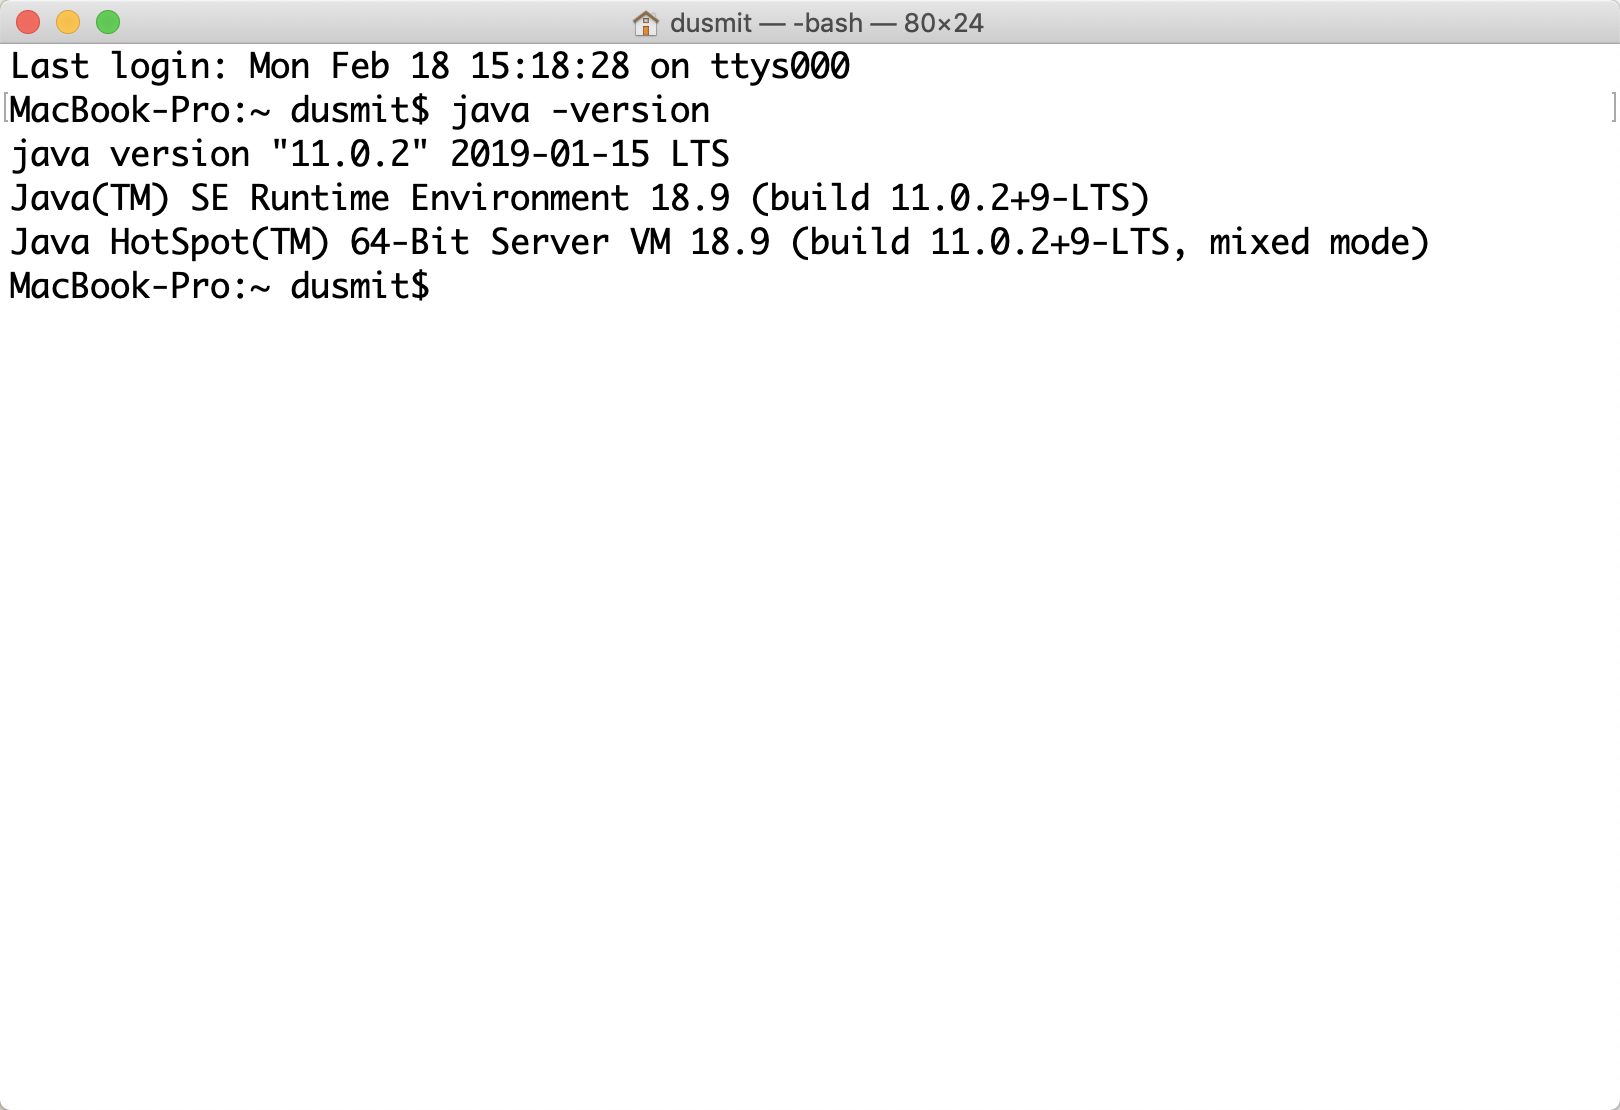 dusmit — -bash — 80×24
Last login: Mon Feb 18 15:18:28 on ttys000
MacBook-Pro:~ dusmit$ java -version
java version "11.0.2" 2019-01-15 LTS
Java(TM) SE Runtime Environment 18.9 (build 11.0.2+9-LTS)
Java HotSpot(TM) 64-Bit Server VM 18.9 (build 11.0.2+9-LTS, mixed mode)
MacBook-Pro:~ dusmit$